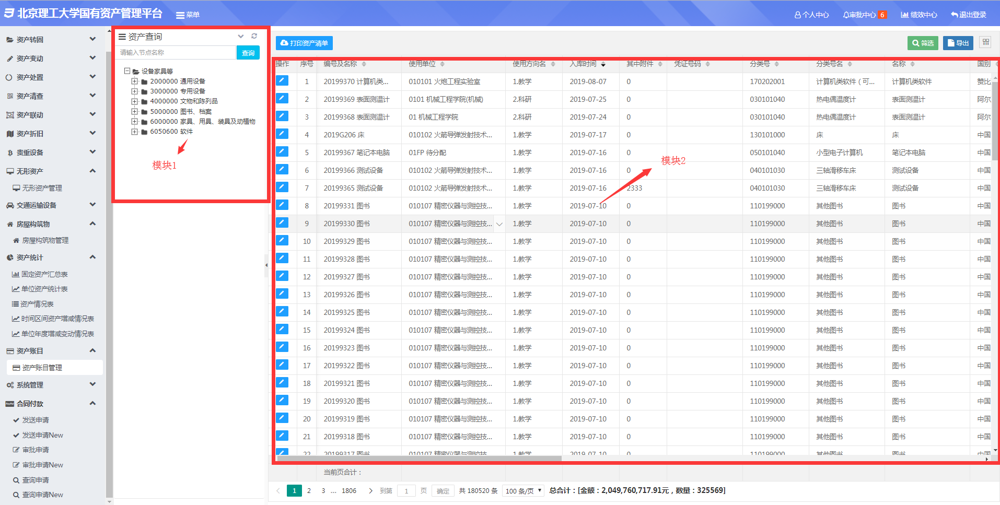 北京理工大学国有资产管理平台
菜单
个人中心
审批中心 6
绩效中心
退出登录
资产转固
资产变动
资产处置
资产清查
资产联动
资产折旧
贵重设备
无形资产
无形资产管理
交通运输设备
房屋构筑物
房屋构筑物管理
资产统计
固定资产汇总表
单位资产统计表
资产情况表
时间区间资产增减情况表
单位年度增减变动情况表
资产账目
资产账目管理
系统管理
合同付款
发送申请
发送申请New
审批申请
审批申请New
查询申请
查询申请New
资产查询
请输入节点名称 查询
设备家具等
2000000 通用设备
3000000 专用设备
4000000 文物和陈列品
5000000 图书、档案
6000000 家具、用具、装具及动植物
6050600 软件
模块1
打印资产清单
筛选
导出
操作 序号 编号及名称 使用单位 使用方向名 入库时间 其中附件 凭证号码 分类号 分类号名 名称 国别
1 20199370 计算机类... 010101 火炮工程实验室 1.教学 2019-08-07 0 170202001 计算机类软件（可... 计算机类软件 赞比
2 20199369 表面测温计 0101 机械工程学院(机械) 2.科研 2019-07-25 0 030101040 热电偶温度计 表面测温计 阿尔
3 20199368 表面测温计 01 机械工程学院 2.科研 2019-07-24 0 030101040 热电偶温度计 表面测温计 阿尔
4 2019G206 床 010102 火箭导弹发射技术... 1.教学 2019-07-17 0 130101000 床 床 中国
5 20199367 笔记本电脑 01FP 待分配 1.教学 2019-07-16 0 050101040 小型电子计算机 笔记本电脑 中国
模块2
6 20199366 测试设备 010102 火箭导弹发射技术... 1.教学 2019-07-16 0 040101030 三轴滑移车床 测试设备 中国
7 20199365 测试设备 010102 火箭导弹发射技术... 1.教学 2019-07-16 2333 040101030 三轴滑移车床 测试设备 中国
8 20199331 图书 010107 精密仪器与测控技... 1.教学 2019-07-10 0 110199000 其他图书 图书 中国
9 20199330 图书 010107 精密仪器与测控技... 1.教学 2019-07-10 0 110199000 其他图书 图书 中国
10 20199329 图书 010107 精密仪器与测控技... 1.教学 2019-07-10 0 110199000 其他图书 图书 中国
11 20199328 图书 010107 精密仪器与测控技... 1.教学 2019-07-10 0 110199000 其他图书 图书 中国
12 20199327 图书 010107 精密仪器与测控技... 1.教学 2019-07-10 0 110199000 其他图书 图书 中国
13 20199326 图书 010107 精密仪器与测控技... 1.教学 2019-07-10 0 110199000 其他图书 图书 中国
14 20199325 图书 010107 精密仪器与测控技... 1.教学 2019-07-10 0 110199000 其他图书 图书 中国
15 20199324 图书 010107 精密仪器与测控技... 1.教学 2019-07-10 0 110199000 其他图书 图书 中国
16 20199323 图书 010107 精密仪器与测控技... 1.教学 2019-07-10 0 110199000 其他图书 图书 中国
17 20199322 图书 010107 精密仪器与测控技... 1.教学 2019-07-10 0 110199000 其他图书 图书 中国
18 20199321 图书 010107 精密仪器与测控技... 1.教学 2019-07-10 0 110199000 其他图书 图书 中国
19 20199320 图书 010107 精密仪器与测控技... 1.教学 2019-07-10 0 110199000 其他图书 图书 中国
20 20199319 图书 010107 精密仪器与测控技... 1.教学 2019-07-10 0 110199000 其他图书 图书 中国
21 20199318 图书 010107 精密仪器与测控技... 1.教学 2019-07-10 0 110199000 其他图书 图书 中国
22 20199317 图书 010107 精密仪器与测控技... 1.教学 2019-07-10 0 110199000 其他图书 图书 中国
当前页合计：
1 2 3 ... 1806 到第 1 页 确定 共 180520 条 100 条/页 总合计：[金额：2,049,760,717.91元，数量：325569]